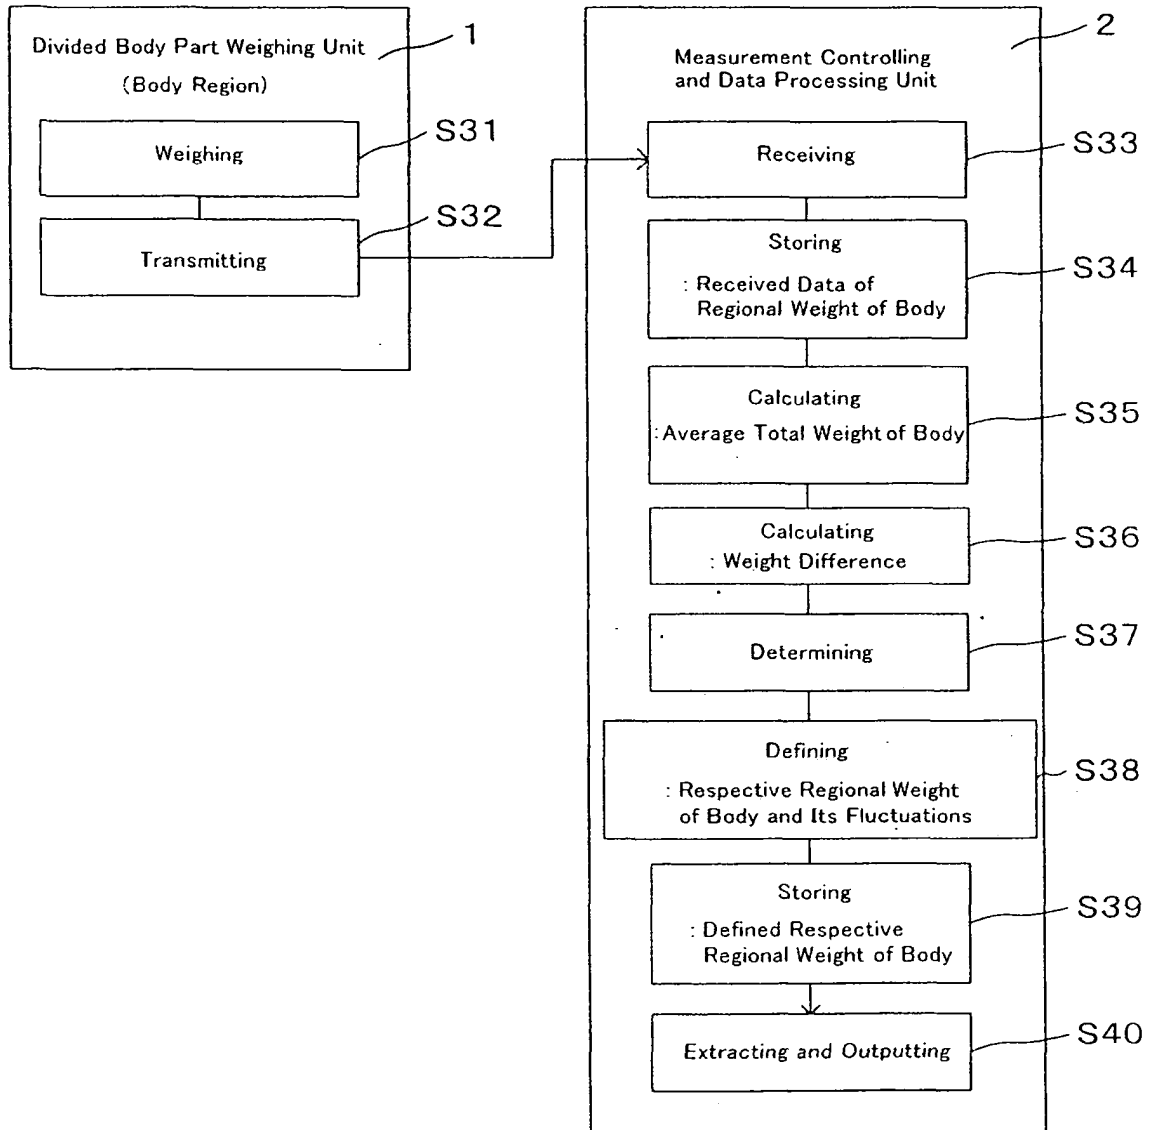 1
Divided Body Part Weighing Unit
(Body Region)
Weighing
S31
Transmitting
S32
2
Measurement Controlling
and Data Processing Unit
Receiving
S33
Storing
: Received Data of
Regional Weight of Body
S34
Calculating
: Average Total Weight of Body
S35
Calculating
: Weight Difference
S36
Determining
S37
Defining
: Respective Regional Weight
of Body and Its Fluctuations
S38
Storing
: Defined Respective
Regional Weight of Body
S39
Extracting and Outputting
S40